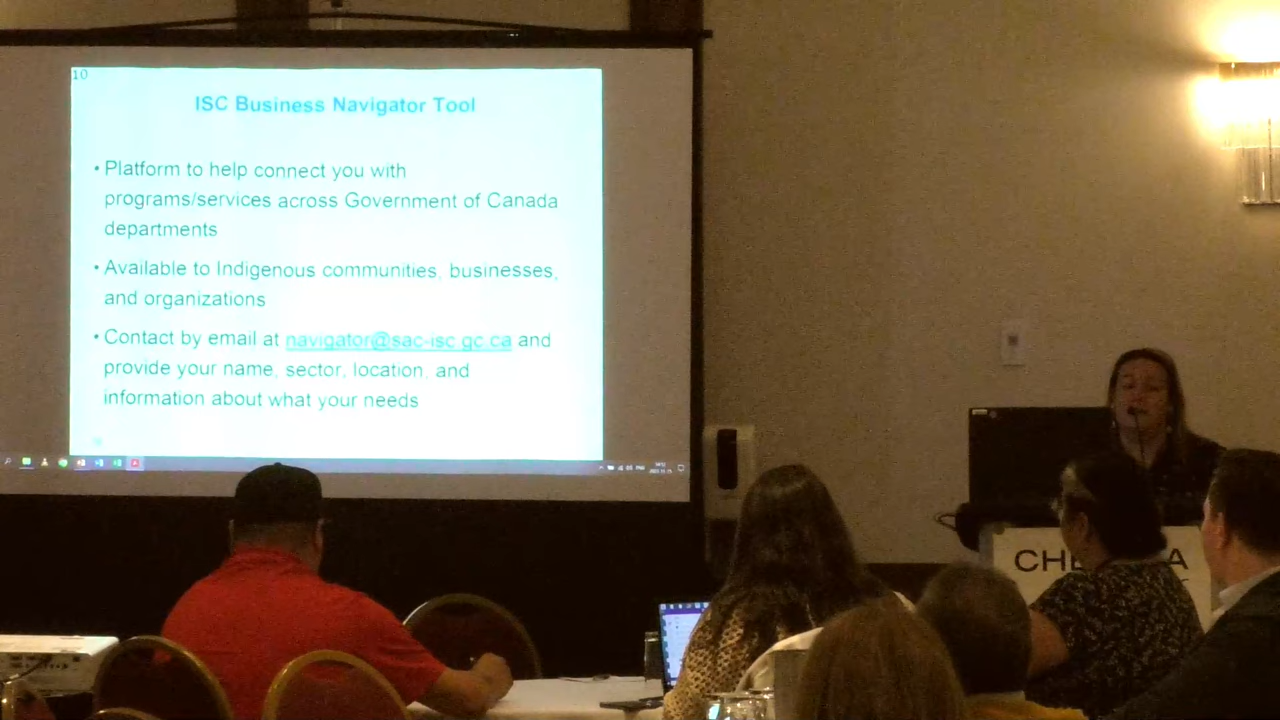 10
ISC Business Navigator Tool
• Platform to help connect you with
programs/services across Government of Canada
departments
• Available to Indigenous communities, businesses,
and organizations
• Contact by email at navigator@sac-isc.gc.ca and
provide your name, sector, location, and
information about what your needs